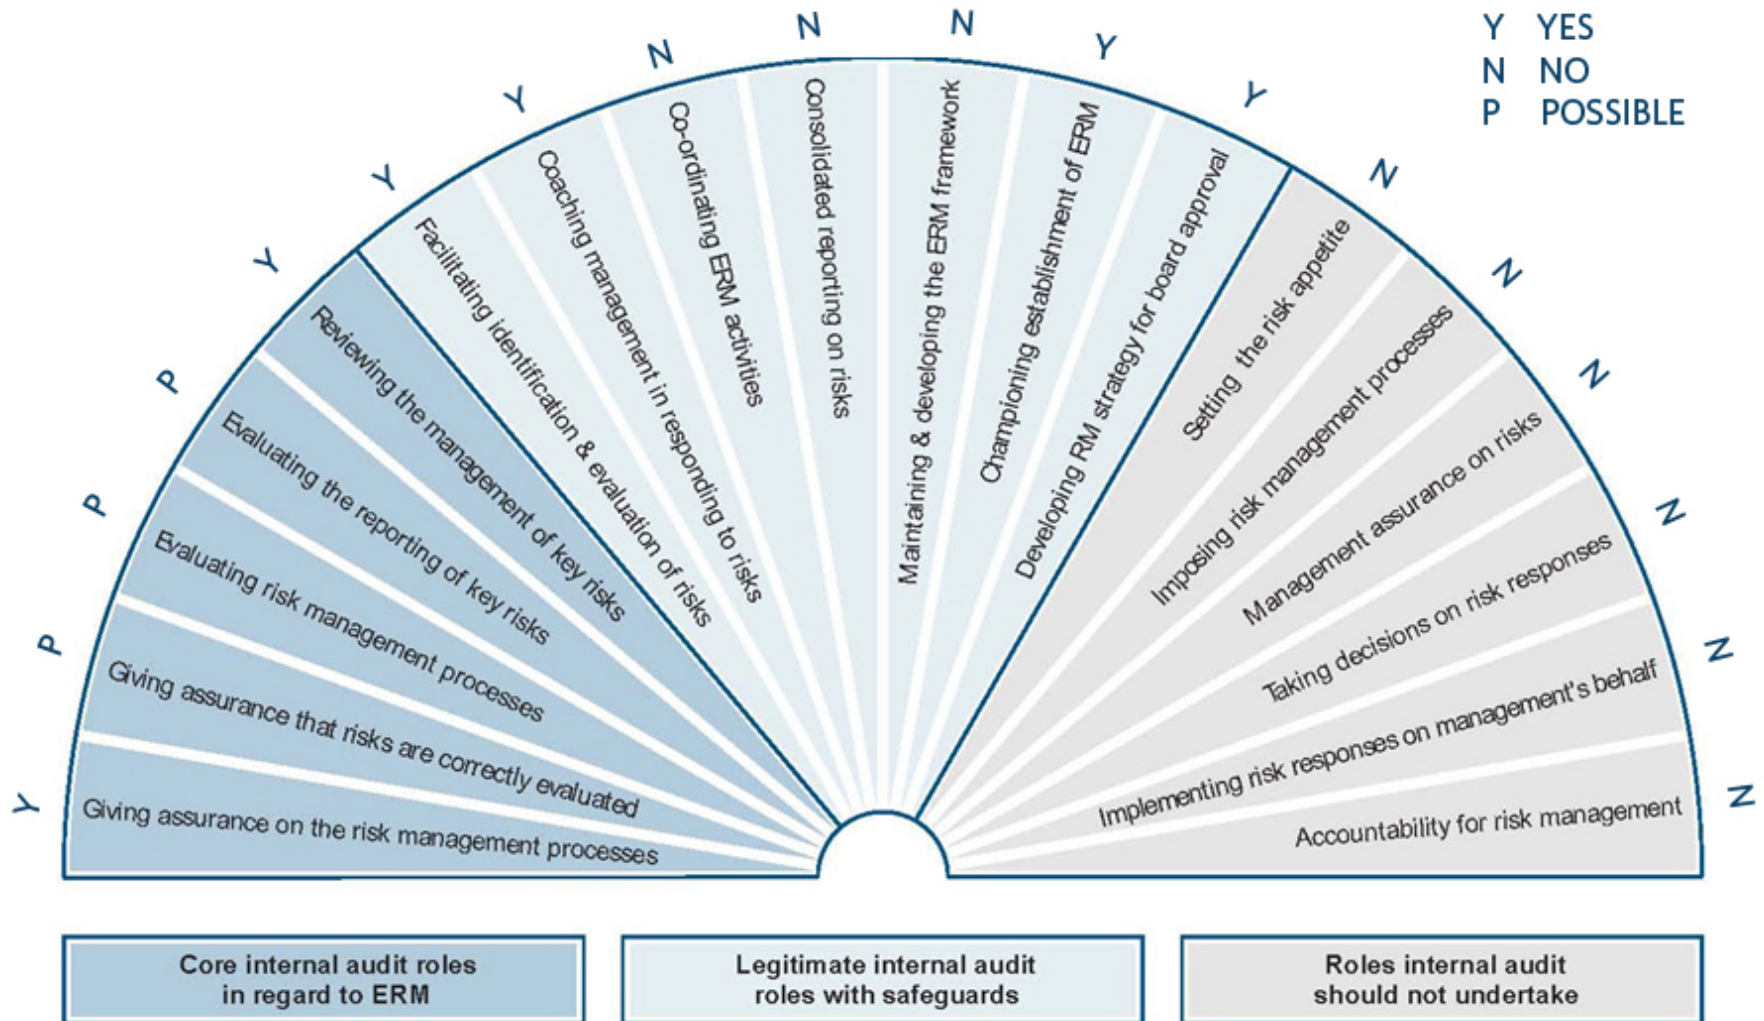 Y YES
N NO
P POSSIBLE
Y
Giving assurance on the risk management processes
P
Giving assurance that risks are correctly evaluated
P
Evaluating risk management processes
P
Evaluating the reporting of key risks
Y
Reviewing the management of key risks
Y
Facilitating identification & evaluation of risks
Y
Coaching management in responding to risks
N
Co-ordinating ERM activities
N
Consolidated reporting on risks
N
Maintaining & developing the ERM framework
Y
Championing establishment of ERM
Y
Developing RM strategy for board approval
N
Setting the risk appetite
N
Imposing risk management processes
N
Management assurance on risks
N
Taking decisions on risk responses
N
Implementing risk responses on management's behalf
N
Accountability for risk management
Core internal audit roles
in regard to ERM
Legitimate internal audit
roles with safeguards
Roles internal audit
should not undertake